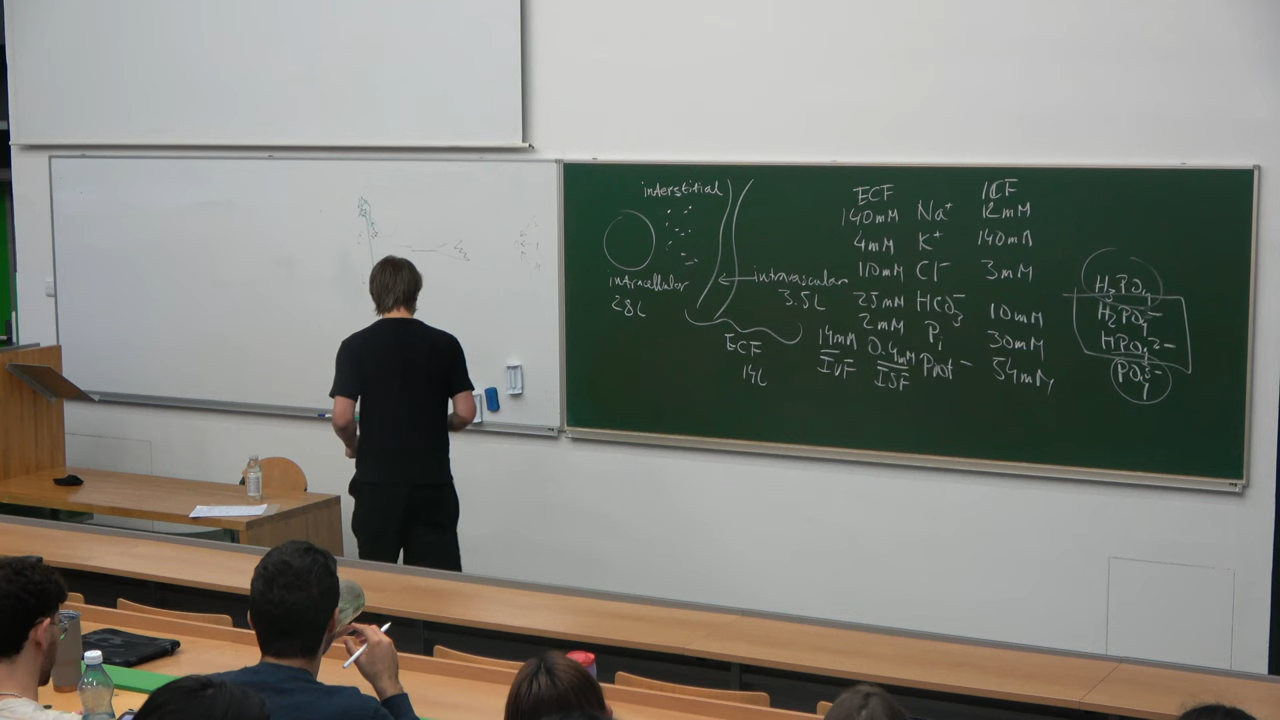 interstitial
intracellular
28L
intravascular
3.5L
ECF
14L
ECF ICF
140mM Na⁺ 12mM
4mM K⁺ 140mM
110mM Cl⁻ 3mM
25mM HCO₃⁻ 10mM
2mM Pᵢ 30mM
14mM 0.4mM Prot⁻ 54mM
IVF ISF
H₃PO₄
H₂PO₄⁻
HPO₄²⁻
PO₄³⁻